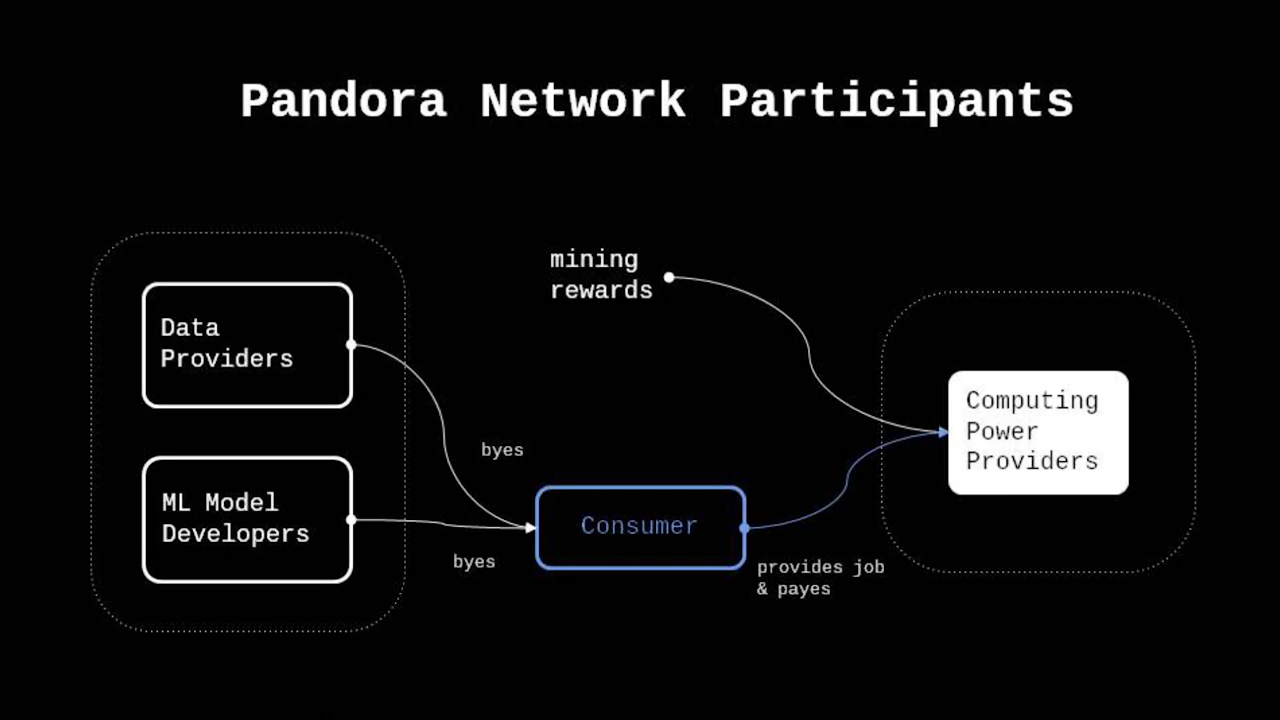 Pandora Network Participants
mining
rewards
Data
Providers
Computing
Power
Providers
byes
ML Model
Developers
Consumer
byes
provides job
& payes